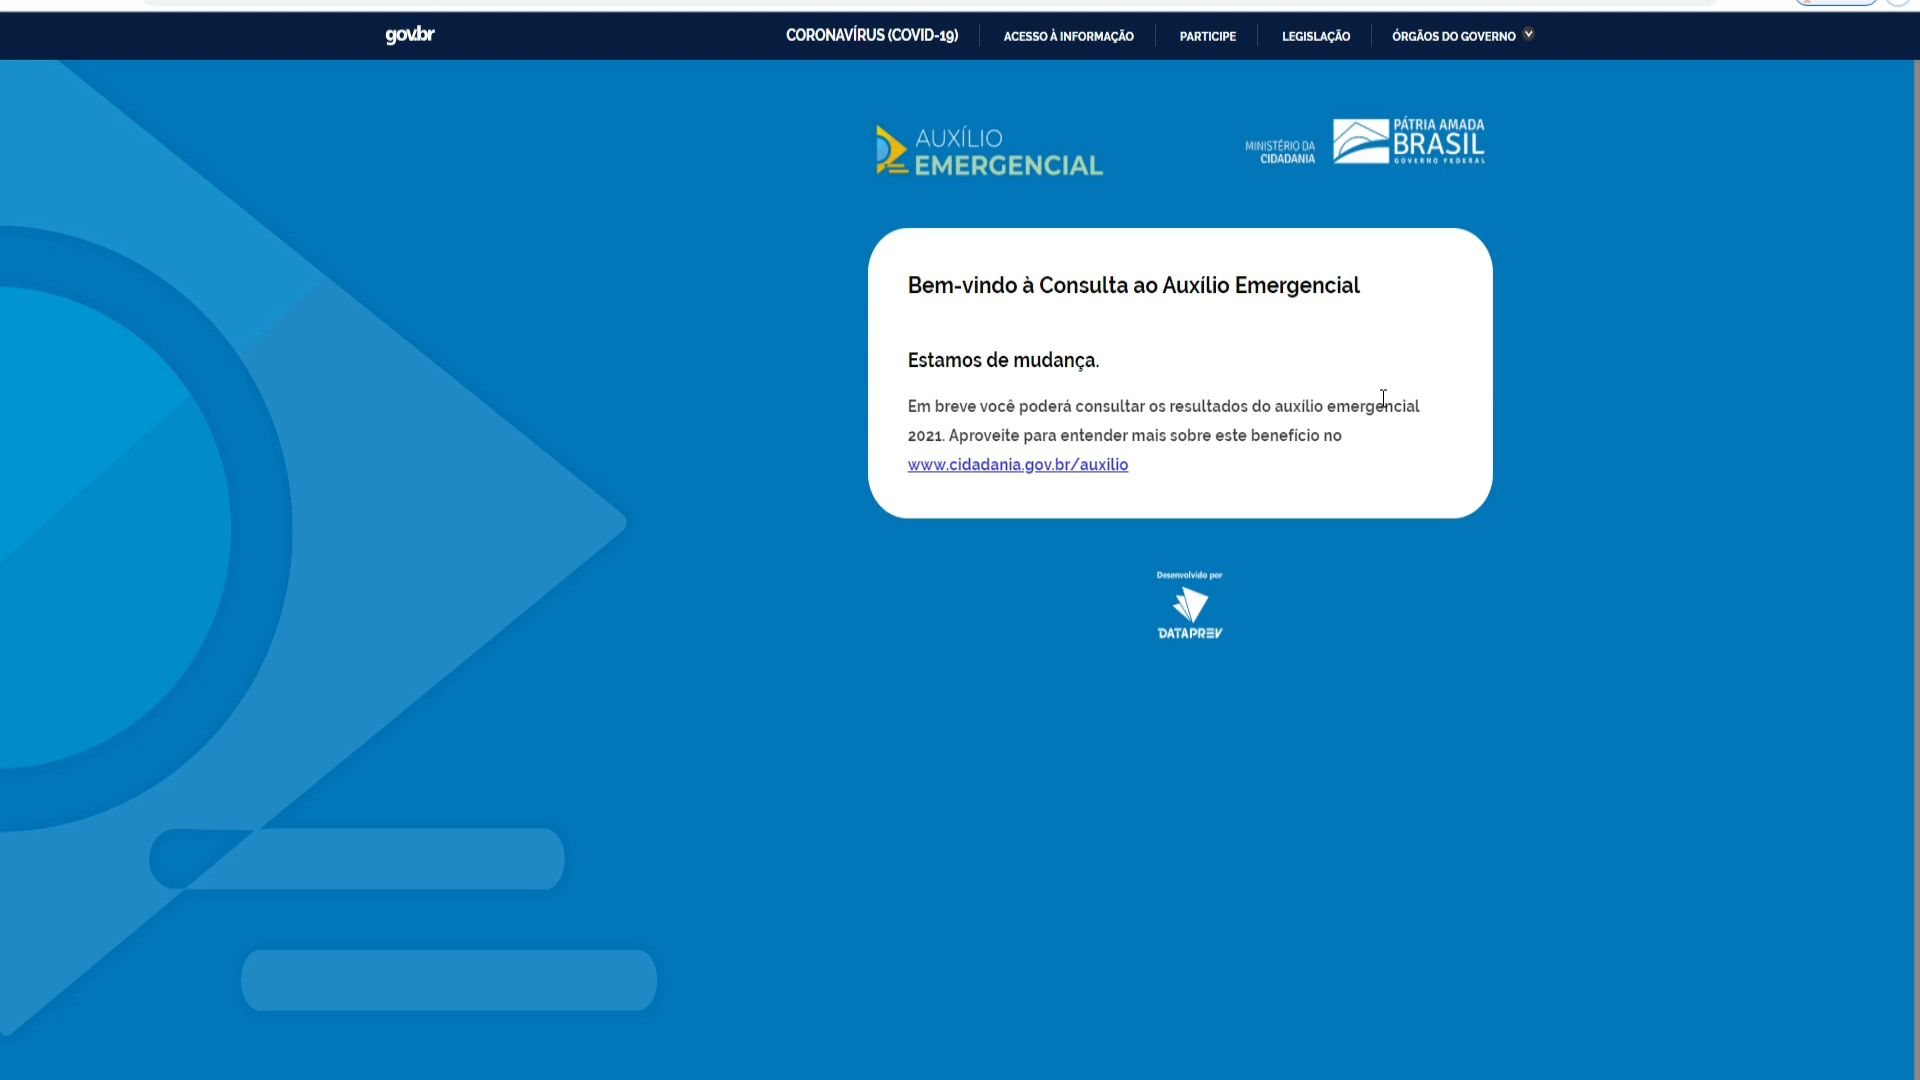 gov.br
CORONAVÍRUS (COVID-19)
ACESSO À INFORMAÇÃO
PARTICIPE
LEGISLAÇÃO
ÓRGÃOS DO GOVERNO
AUXÍLIO
EMERGENCIAL
MINISTÉRIO DA
CIDADANIA
PÁTRIA AMADA
BRASIL
GOVERNO FEDERAL
Bem-vindo à Consulta ao Auxílio Emergencial
Estamos de mudança.
Em breve você poderá consultar os resultados do auxílio emergencial
2021. Aproveite para entender mais sobre este benefício no
www.cidadania.gov.br/auxilio
Desenvolvido por
DATAPREV